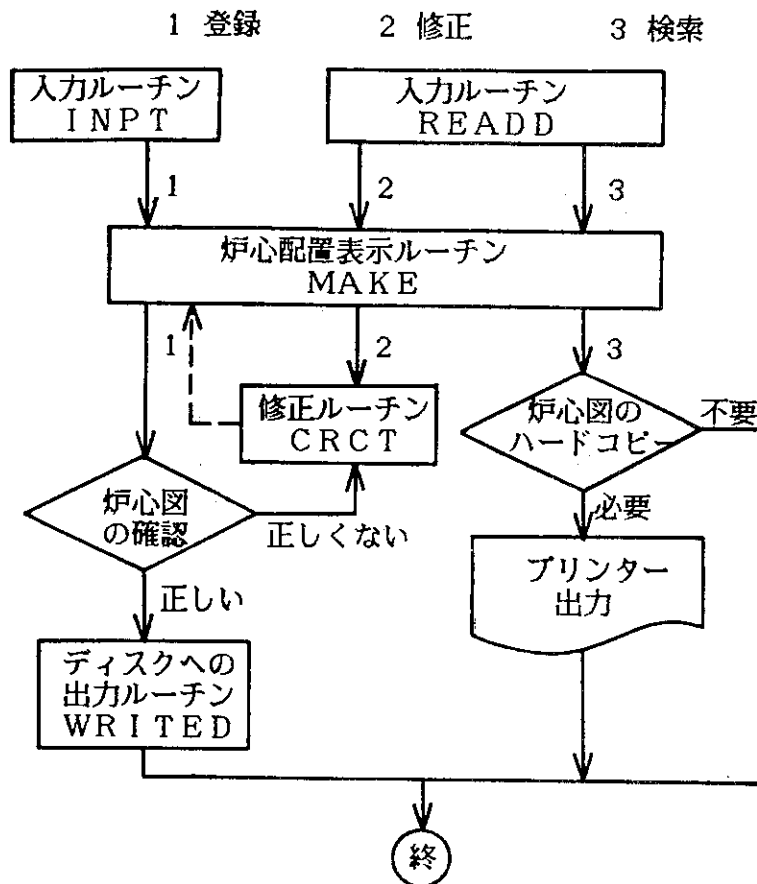 1 登録 2 修正 3 検索
入力ルーチン
INPT
入力ルーチン
READD
1
2
3
炉心配置表示ルーチン
MAKE
1
2
3
修正ルーチン
CRCT
炉心図の
ハードコピー
不要
炉心図
の確認
正しくない
必要
正しい
プリンター
出力
ディスクへの
出力ルーチン
WRITED
終